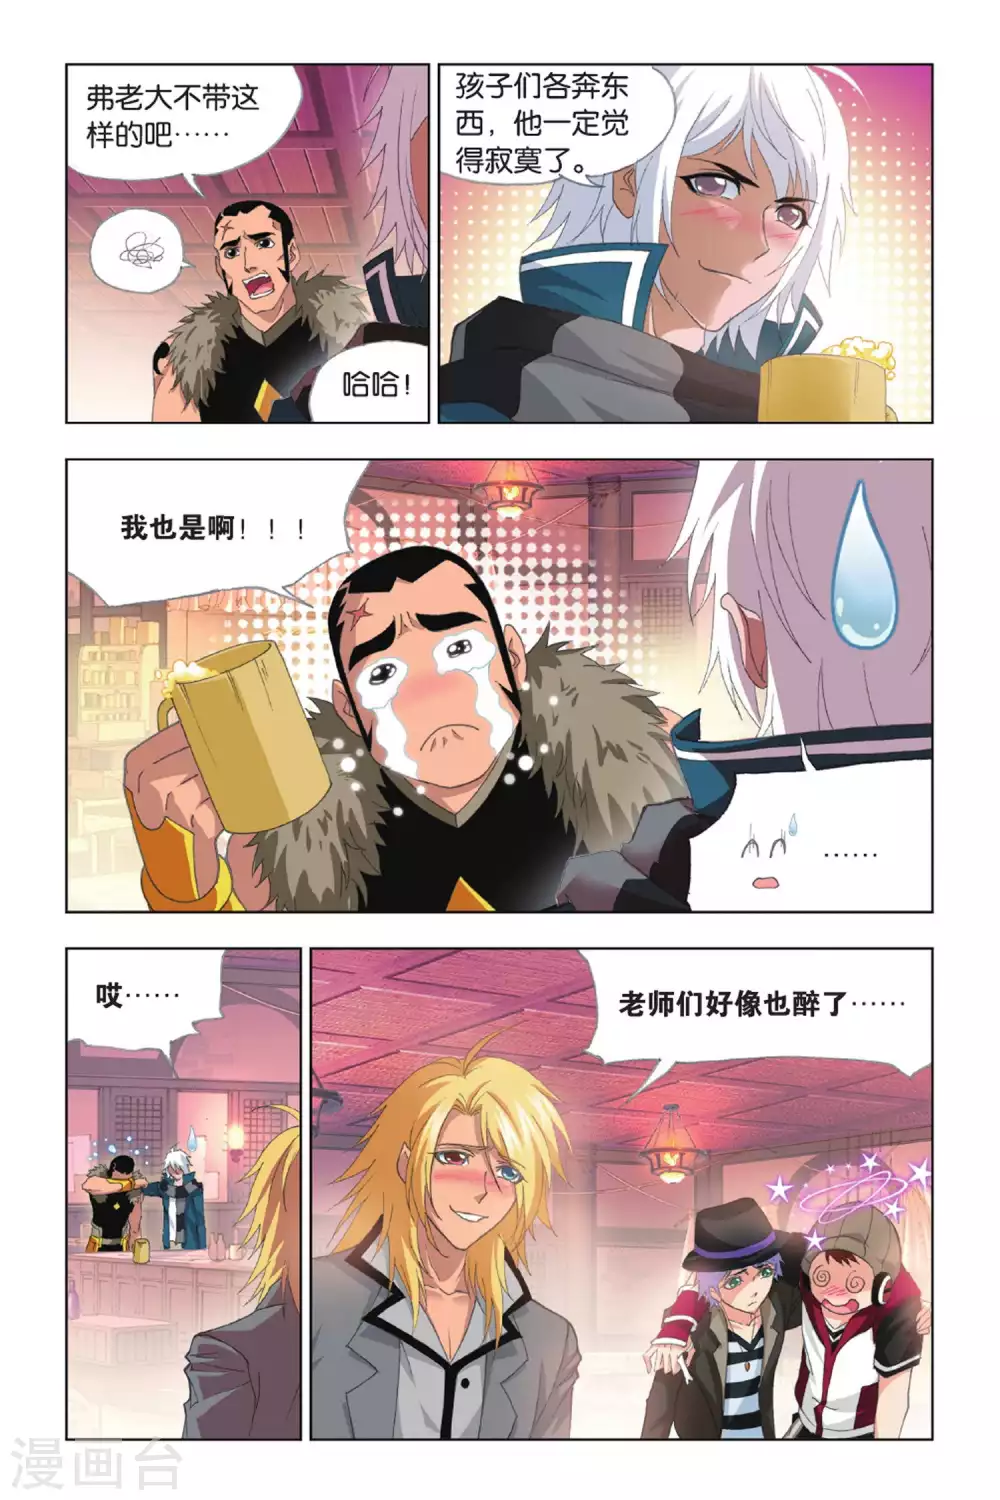 弗老大不带这
样的吧……
哈哈！
孩子们各奔东
西，他一定觉
得寂寞了。
我也是啊！！！
……
哎……
老师们好像也醉了……
漫画台